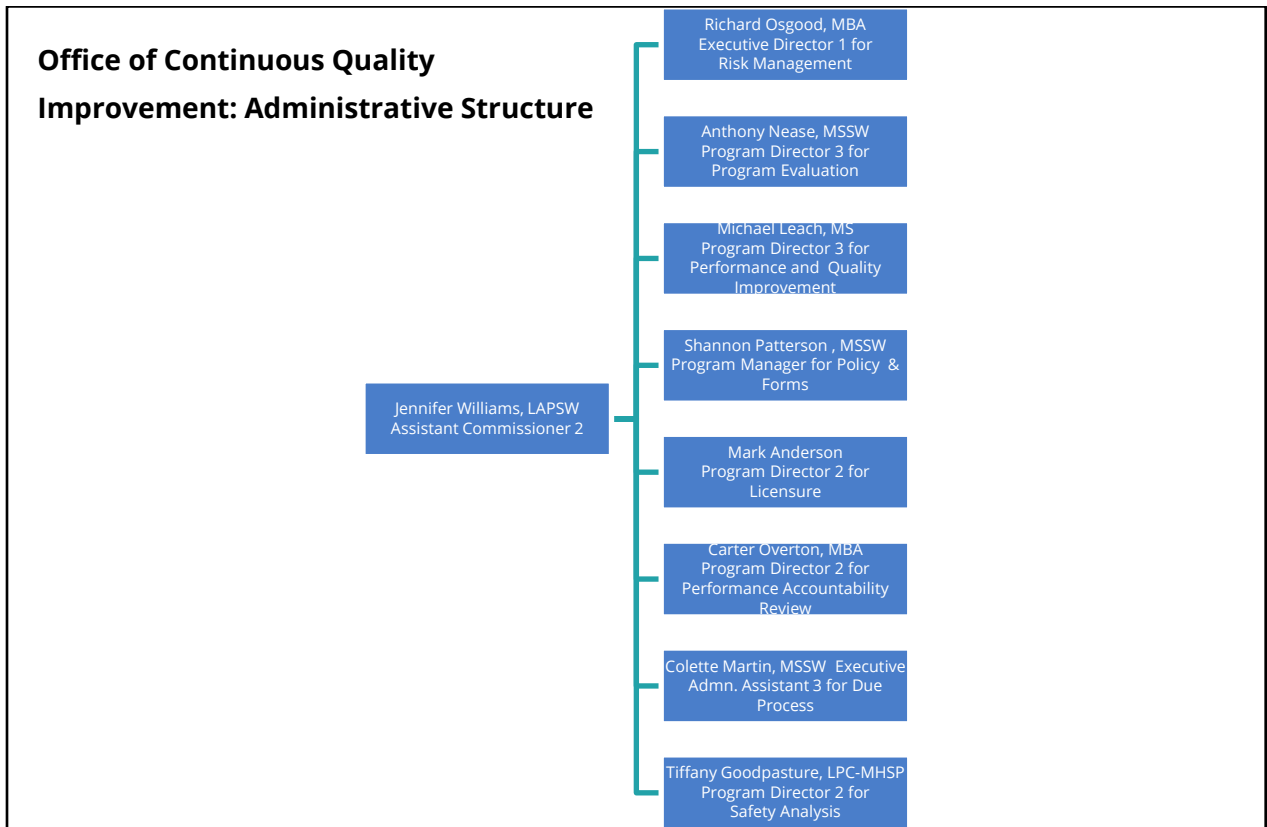 Office of Continuous Quality
Improvement: Administrative Structure
Jennifer Williams, LAPSW
Assistant Commissioner 2
Richard Osgood, MBA
Executive Director 1 for
Risk Management
Anthony Nease, MSSW
Program Director 3 for
Program Evaluation
Michael Leach, MS
Program Director 3 for
Performance and  Quality
Improvement
Shannon Patterson , MSSW
Program Manager for Policy  &
Forms
Mark Anderson
Program Director 2 for
Licensure
Carter Overton, MBA
Program Director 2 for
Performance Accountability
Review
Colette Martin, MSSW  Executive
Admn. Assistant 3 for Due
Process
Tiffany Goodpasture, LPC-MHSP
Program Director 2 for
Safety Analysis